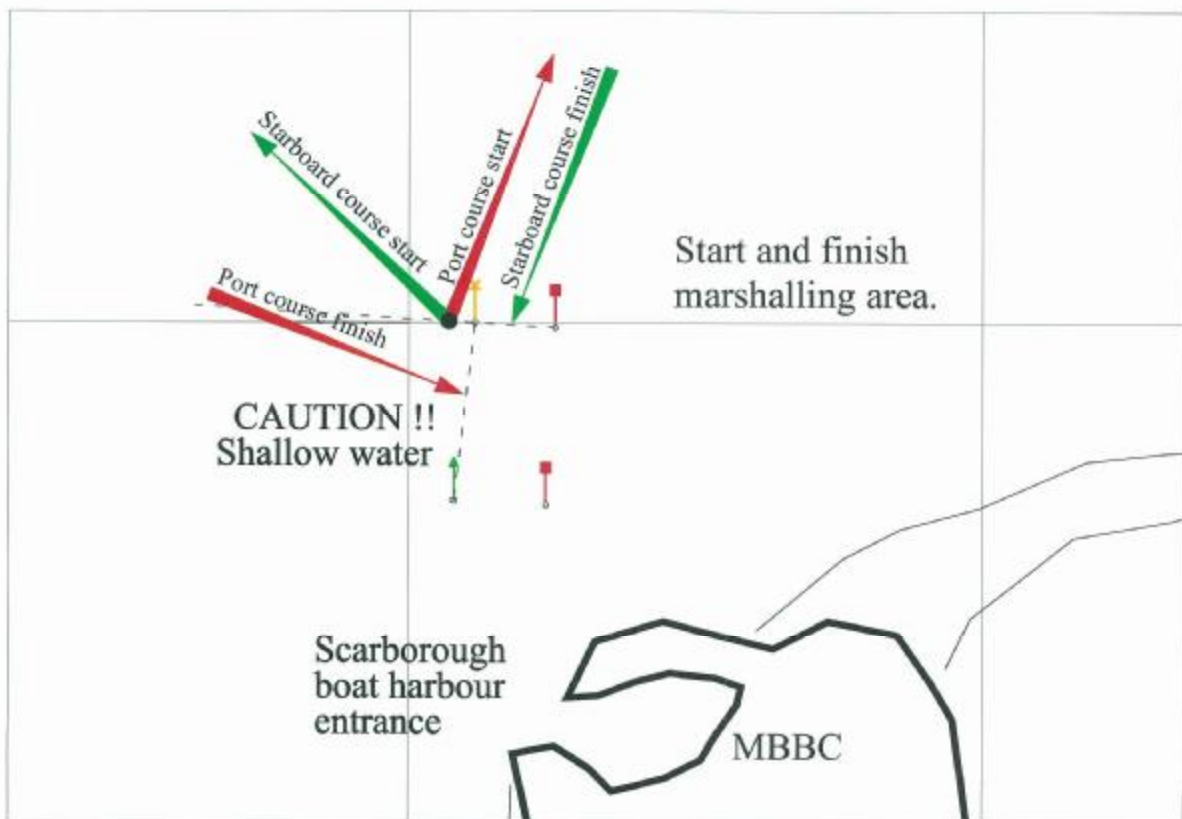 Starboard course start
Port course start
Starboard course finish
Port course finish
Start and finish
marshalling area.
CAUTION !!
Shallow water
Scarborough
boat harbour
entrance
MBBC